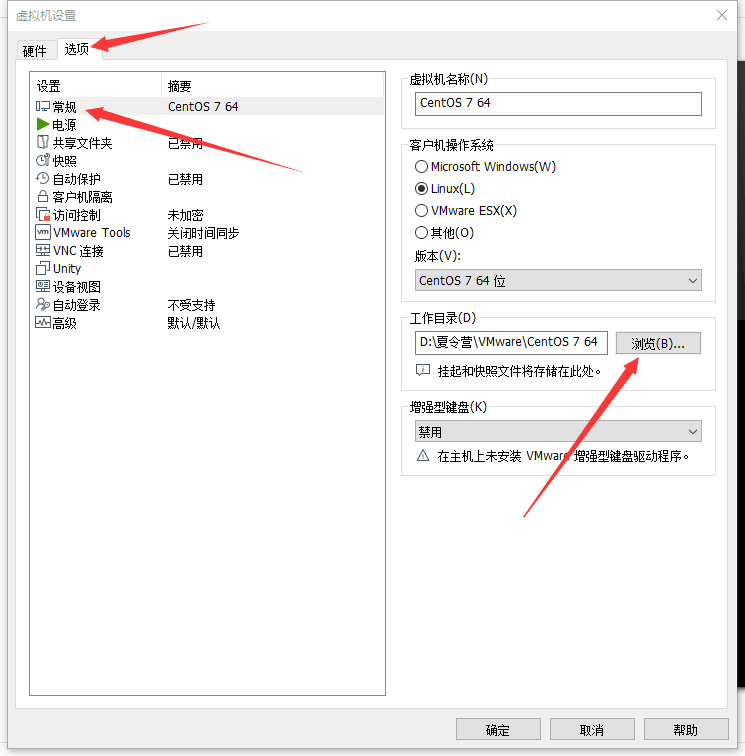 虚拟机设置
硬件 选项
设置 摘要
常规 CentOS 7 64
电源
共享文件夹 已禁用
快照
自动保护 已禁用
客户机隔离
访问控制 未加密
vm VMware Tools 关闭时间同步
VNC 连接 已禁用
Unity
设备视图
自动登录 不受支持
高级 默认/默认
虚拟机名称(N)
CentOS 7 64
客户机操作系统
Microsoft Windows(W)
Linux(L)
VMware ESX(X)
其他(O)
版本(V):
CentOS 7 64 位
工作目录(D)
D:\夏令营\VMware\CentOS 7 64 浏览(B)...
挂起和快照文件将存储在此处。
增强型键盘(K)
禁用
在主机上未安装 VMware 增强型键盘驱动程序。
确定 取消 帮助